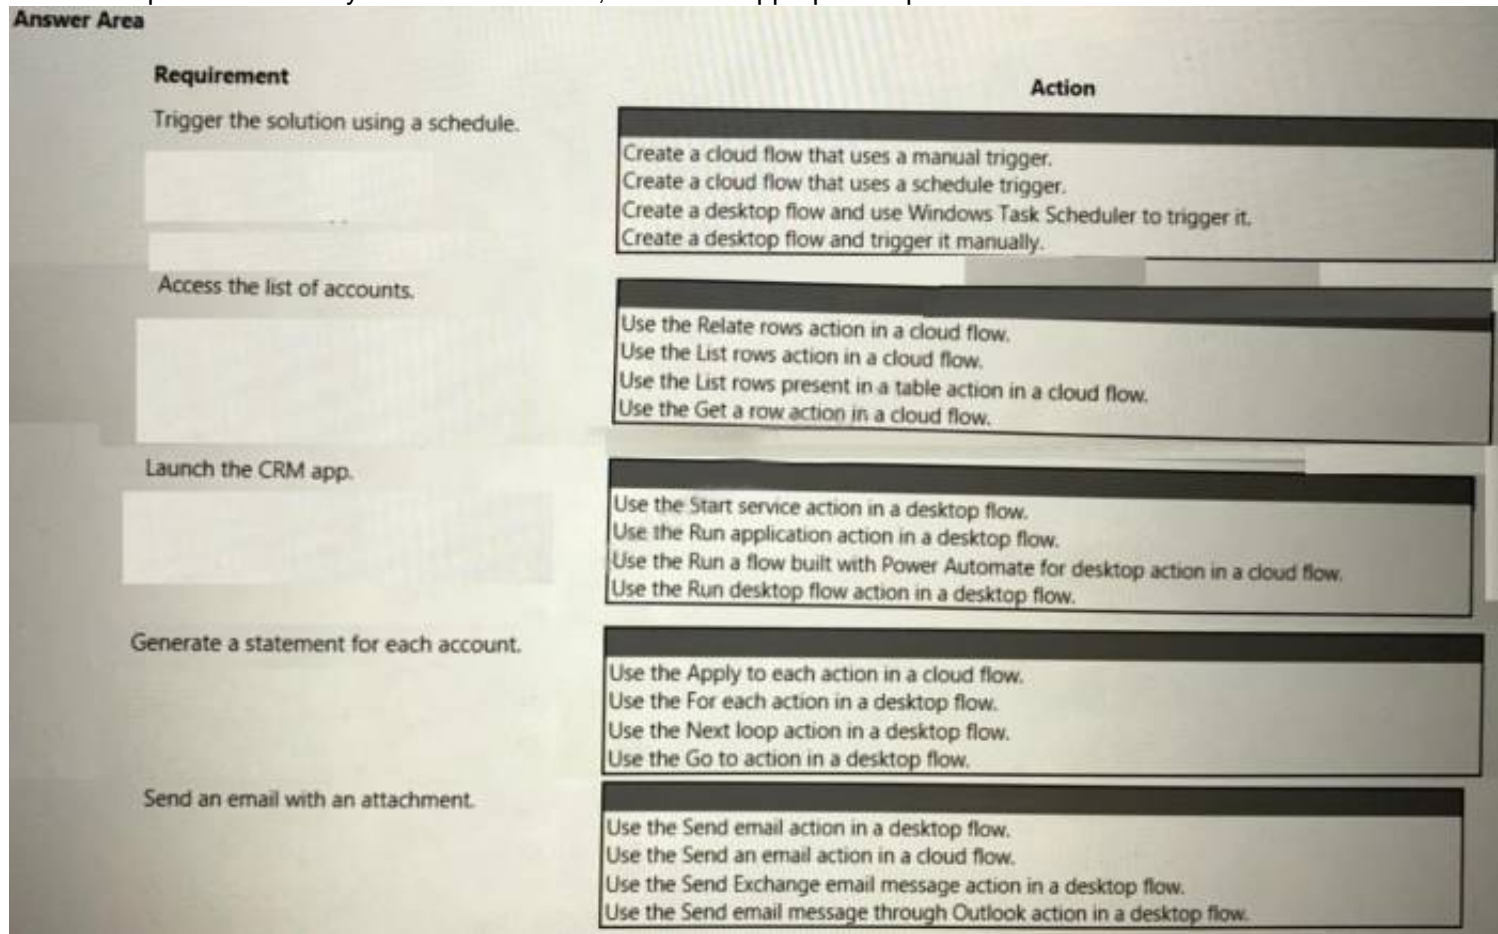 Answer Area
Requirement
Action
Trigger the solution using a schedule.
Create a cloud flow that uses a manual trigger.
Create a cloud flow that uses a schedule trigger.
Create a desktop flow and use Windows Task Scheduler to trigger it.
Create a desktop flow and trigger it manually.
Access the list of accounts.
Use the Relate rows action in a cloud flow.
Use the List rows action in a cloud flow.
Use the List rows present in a table action in a cloud flow.
Use the Get a row action in a cloud flow.
Launch the CRM app.
Use the Start service action in a desktop flow.
Use the Run application action in a desktop flow.
Use the Run a flow built with Power Automate for desktop action in a cloud flow.
Use the Run desktop flow action in a desktop flow.
Generate a statement for each account.
Use the Apply to each action in a cloud flow.
Use the For each action in a desktop flow.
Use the Next loop action in a desktop flow.
Use the Go to action in a desktop flow.
Send an email with an attachment.
Use the Send email action in a desktop flow.
Use the Send an email action in a cloud flow.
Use the Send Exchange email message action in a desktop flow.
Use the Send email message through Outlook action in a desktop flow.